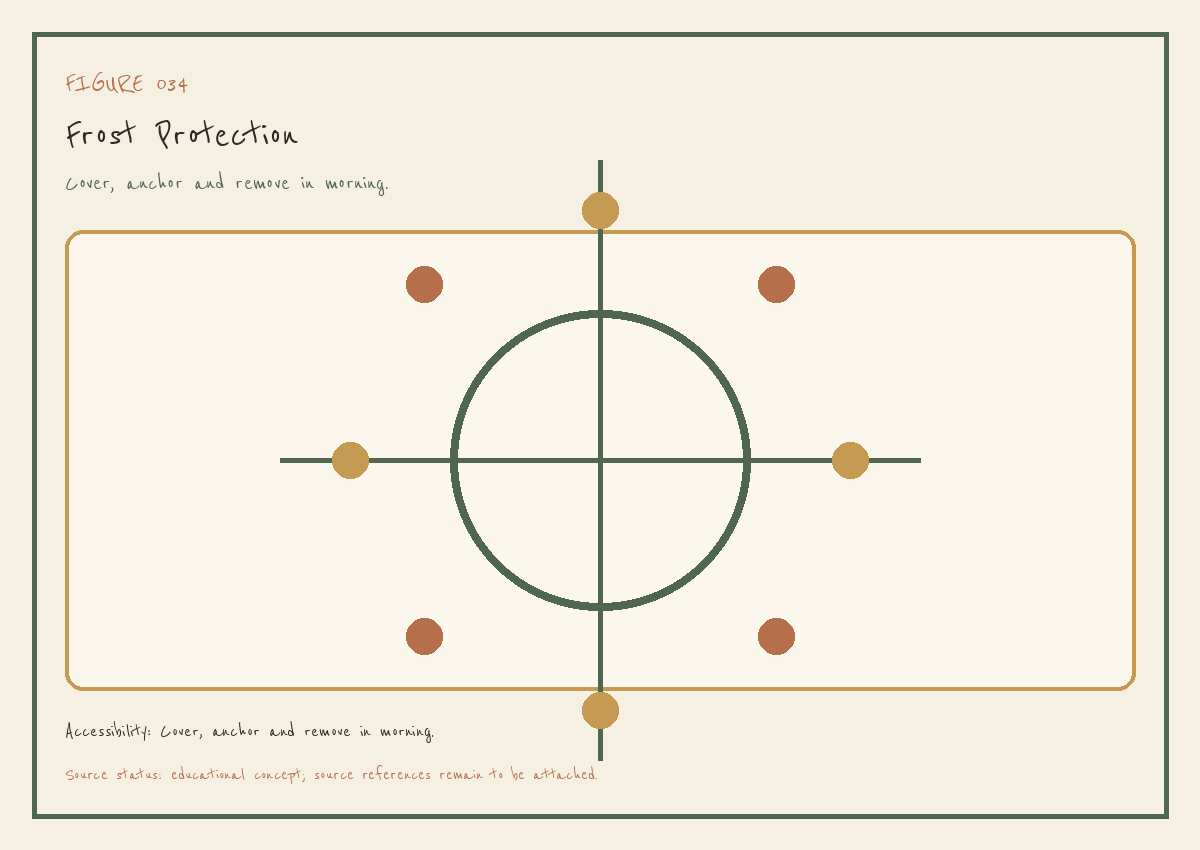 FIGURE 034
Frost Protection
Cover, anchor and remove in morning.
Accessibility: Cover, anchor and remove in morning.
Source status: educational concept; source references remain to be attached.